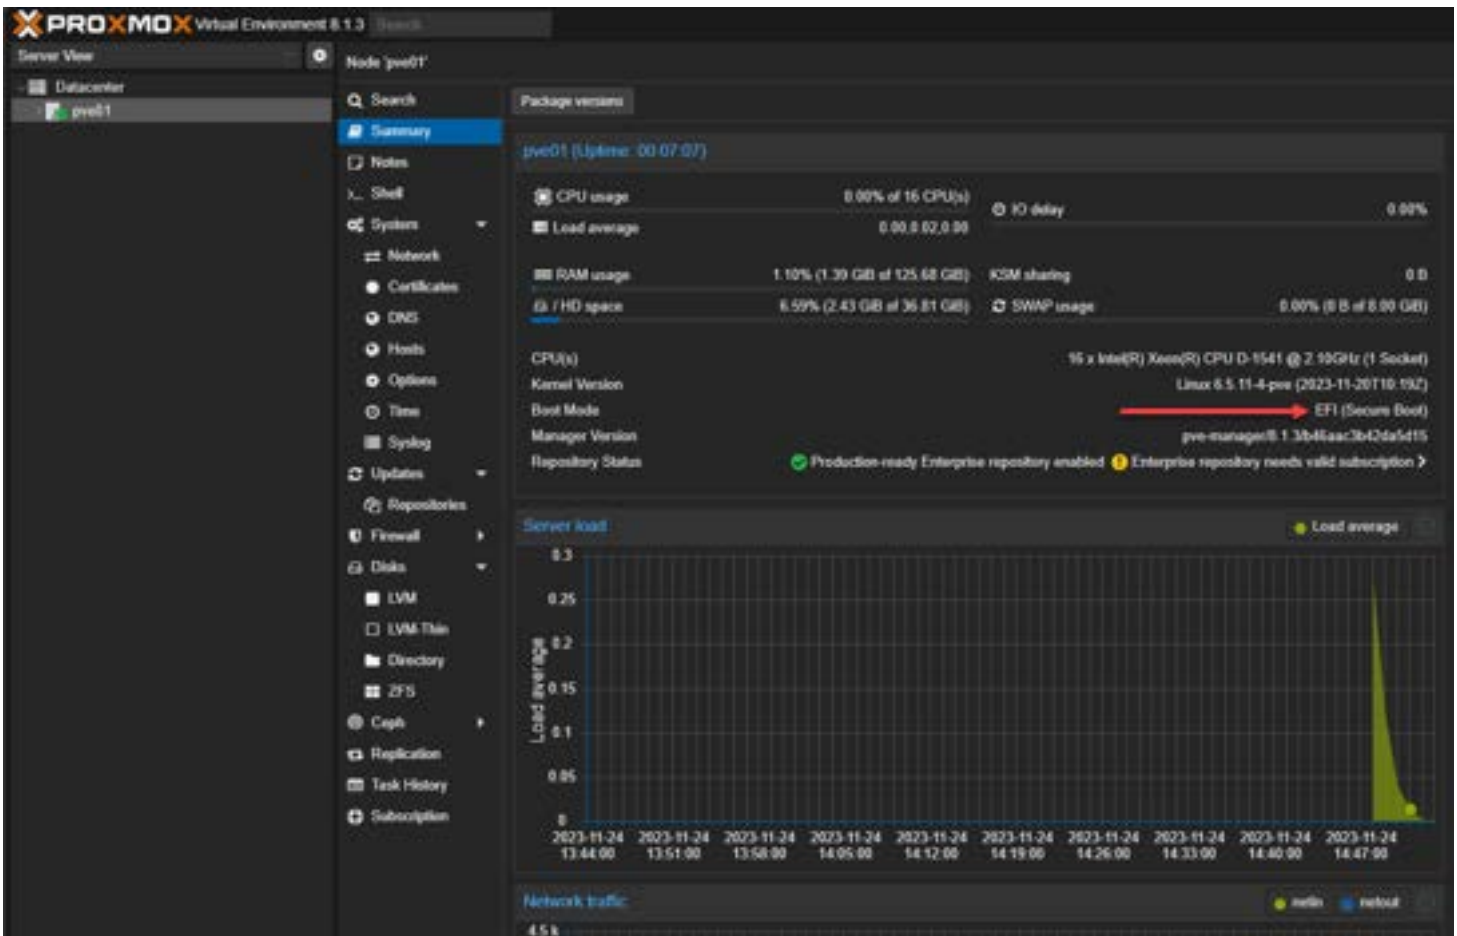 PROXMOX Virtual Environment 8.1.3 Search
Server View
Datacenter
pve01
Node 'pve01'
Search
Summary
Notes
Shell
System
Network
Certificates
DNS
Hosts
Options
Time
Syslog
Updates
Repositories
Firewall
Disks
LVM
LVM-Thin
Directory
ZFS
Ceph
Replication
Task History
Subscription
Package versions
pve01 (Uptime: 00:07:07)
CPU usage 0.00% of 16 CPU(s)
IO delay 0.00%
Load average 0.00,0.02,0.00
RAM usage 1.10% (1.39 GiB of 125.68 GiB)
KSM sharing 0 B
/ HD space 6.59% (2.43 GiB of 36.81 GiB)
SWAP usage 0.00% (0 B of 8.00 GiB)
CPU(s) 16 x Intel(R) Xeon(R) CPU D-1541 @ 2.10GHz (1 Socket)
Kernel Version Linux 6.5.11-4-pve (2023-11-20T10:19Z)
Boot Mode EFI (Secure Boot)
Manager Version pve-manager/8.1.3/b46aac3b42da5d15
Repository Status Production-ready Enterprise repository enabled Enterprise repository needs valid subscription
Server load
Load average
0.3
0.25
0.2
0.15
0.1
0.05
0
Load average
2023-11-24 2023-11-24 2023-11-24 2023-11-24 2023-11-24 2023-11-24 2023-11-24 2023-11-24 2023-11-24 2023-11-24
13:44:00 13:51:00 13:58:00 14:05:00 14:12:00 14:19:00 14:26:00 14:33:00 14:40:00 14:47:00
Network traffic
netin netout
4.5 k